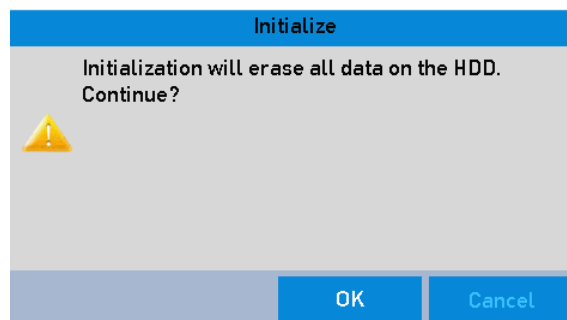 Initialize
Initialization will erase all data on the HDD.
Continue?
OK
Cancel